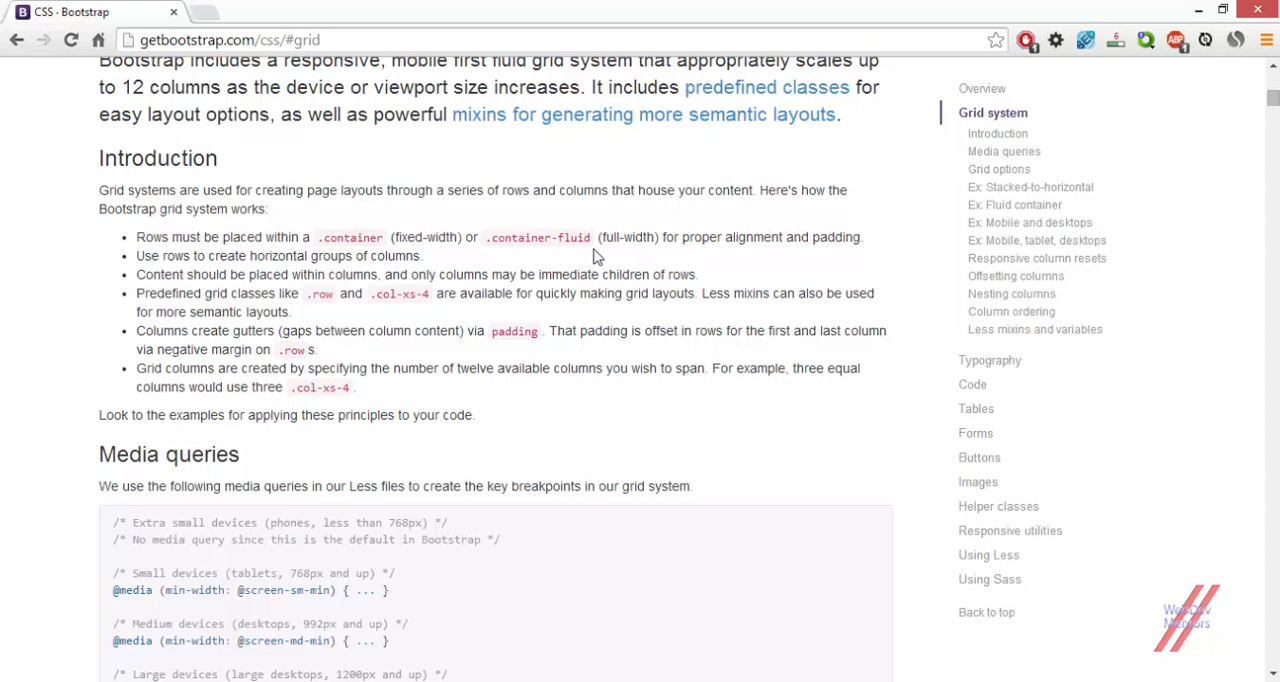 CSS · Bootstrap
getbootstrap.com/css/#grid
Bootstrap includes a responsive, mobile first fluid grid system that appropriately scales up
to 12 columns as the device or viewport size increases. It includes predefined classes for
easy layout options, as well as powerful mixins for generating more semantic layouts.
Introduction
Grid systems are used for creating page layouts through a series of rows and columns that house your content. Here's how the
Bootstrap grid system works:
• Rows must be placed within a .container (fixed-width) or .container-fluid (full-width) for proper alignment and padding.
• Use rows to create horizontal groups of columns.
• Content should be placed within columns, and only columns may be immediate children of rows.
• Predefined grid classes like .row and .col-xs-4 are available for quickly making grid layouts. Less mixins can also be used
for more semantic layouts.
• Columns create gutters (gaps between column content) via padding. That padding is offset in rows for the first and last column
via negative margin on .row s.
• Grid columns are created by specifying the number of twelve available columns you wish to span. For example, three equal
columns would use three .col-xs-4.
Look to the examples for applying these principles to your code.
Media queries
We use the following media queries in our Less files to create the key breakpoints in our grid system.
/* Extra small devices (phones, less than 768px) */
/* No media query since this is the default in Bootstrap */
/* Small devices (tablets, 768px and up) */
@media (min-width: @screen-sm-min) { ... }
/* Medium devices (desktops, 992px and up) */
@media (min-width: @screen-md-min) { ... }
/* Large devices (large desktops, 1200px and up) */
Overview
Grid system
Introduction
Media queries
Grid options
Ex: Stacked-to-horizontal
Ex: Fluid container
Ex: Mobile and desktops
Ex: Mobile, tablet, desktops
Responsive column resets
Offsetting columns
Nesting columns
Column ordering
Less mixins and variables
Typography
Code
Tables
Forms
Buttons
Images
Helper classes
Responsive utilities
Using Less
Using Sass
Back to top
WebDev
Mentors